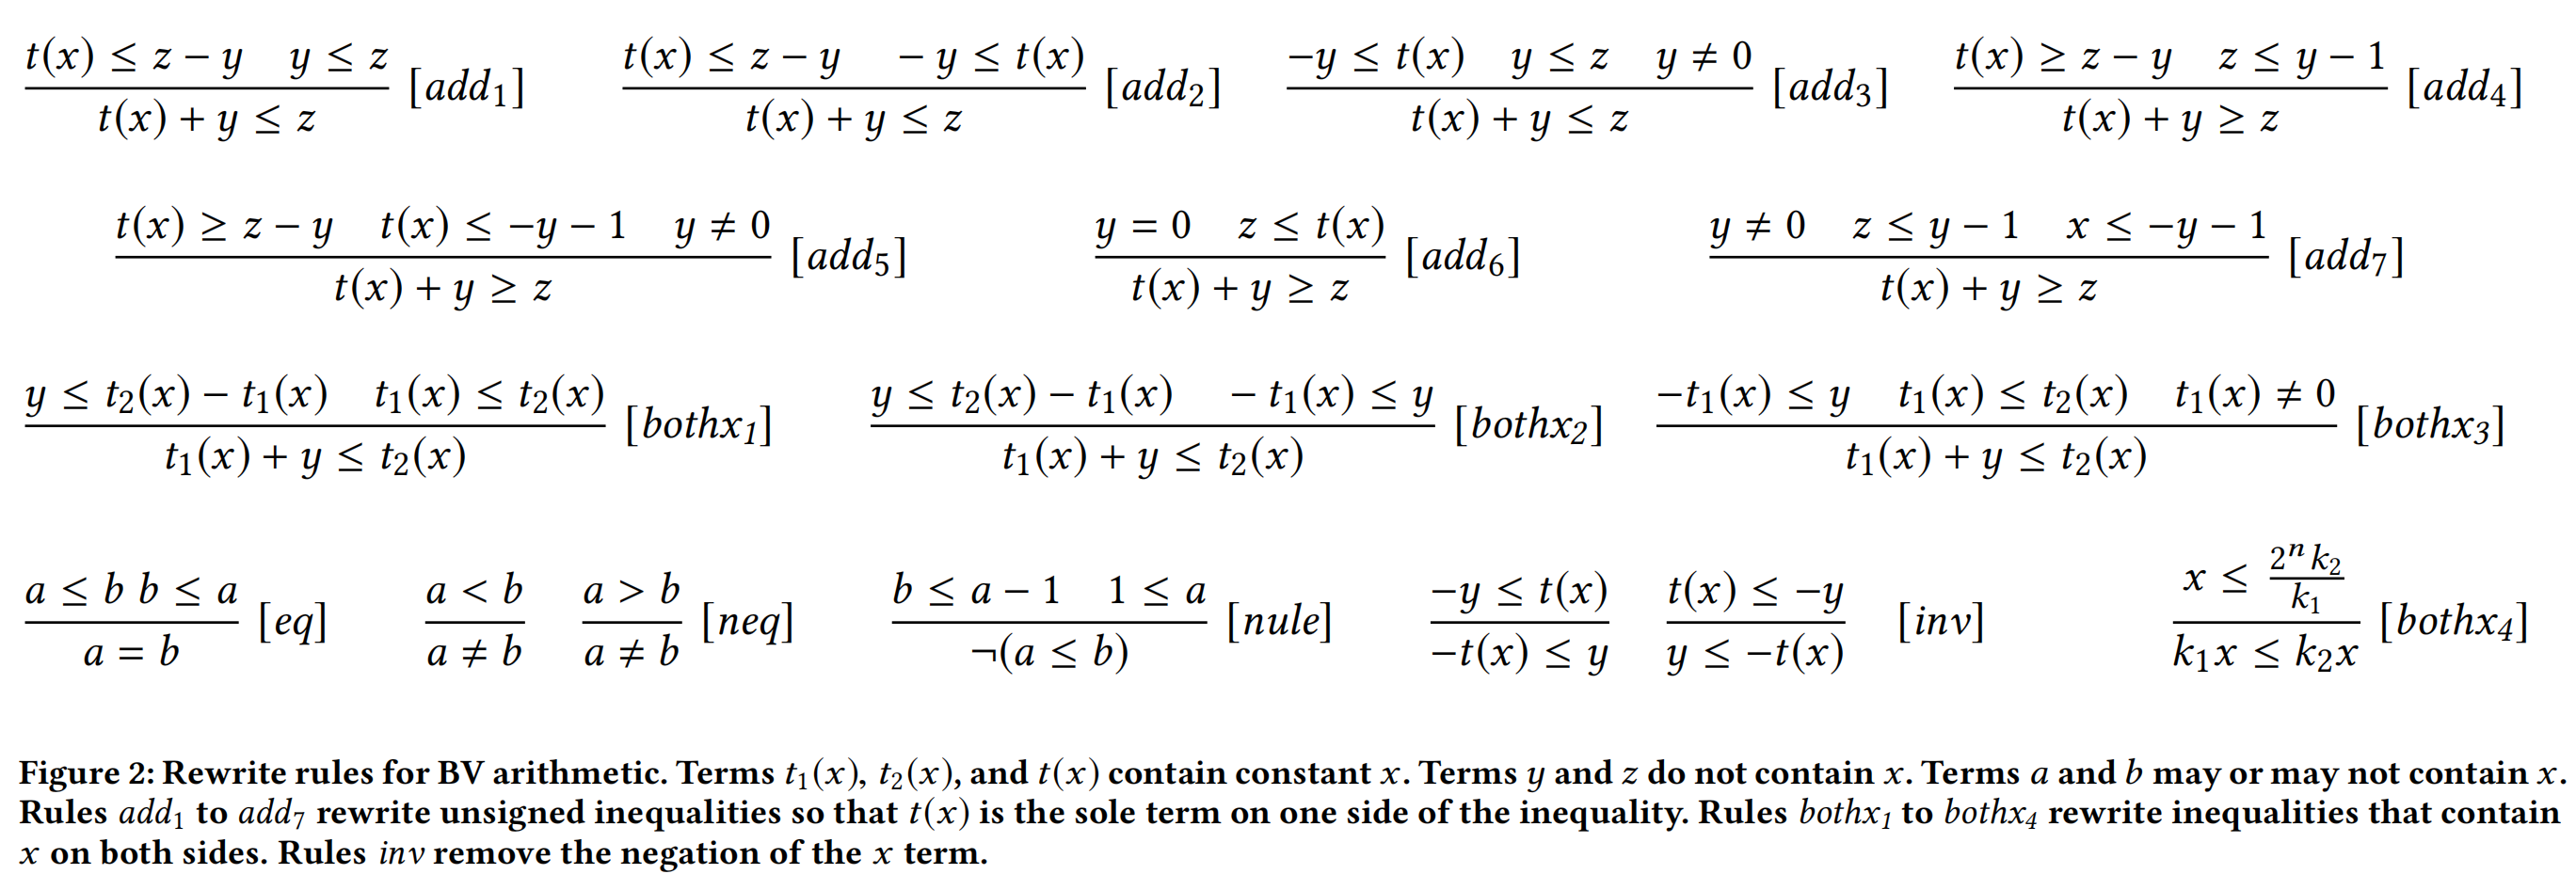 t(x) ≤ z − y   y ≤ z / t(x) + y ≤ z [add₁]   t(x) ≤ z − y   − y ≤ t(x) / t(x) + y ≤ z [add₂]   −y ≤ t(x)   y ≤ z   y ≠ 0 / t(x) + y ≤ z [add₃]   t(x) ≥ z − y   z ≤ y − 1 / t(x) + y ≥ z [add₄]
t(x) ≥ z − y   t(x) ≤ −y − 1   y ≠ 0 / t(x) + y ≥ z [add₅]   y = 0   z ≤ t(x) / t(x) + y ≥ z [add₆]   y ≠ 0   z ≤ y − 1   x ≤ −y − 1 / t(x) + y ≥ z [add₇]
y ≤ t₂(x) − t₁(x)   t₁(x) ≤ t₂(x) / t₁(x) + y ≤ t₂(x) [bothx₁]   y ≤ t₂(x) − t₁(x)   − t₁(x) ≤ y / t₁(x) + y ≤ t₂(x) [bothx₂]   −t₁(x) ≤ y   t₁(x) ≤ t₂(x)   t₁(x) ≠ 0 / t₁(x) + y ≤ t₂(x) [bothx₃]
a ≤ b b ≤ a / a = b [eq]   a < b / a ≠ b   a > b / a ≠ b [neq]   b ≤ a − 1   1 ≤ a / ¬(a ≤ b) [nule]   −y ≤ t(x) / −t(x) ≤ y   t(x) ≤ −y / y ≤ −t(x) [inv]   x ≤ 2ⁿk₂/k₁ / k₁x ≤ k₂x [bothx₄]
Figure 2: Rewrite rules for BV arithmetic. Terms t₁(x), t₂(x), and t(x) contain constant x. Terms y and z do not contain x. Terms a and b may or may not contain x.
Rules add₁ to add₇ rewrite unsigned inequalities so that t(x) is the sole term on one side of the inequality. Rules bothx₁ to bothx₄ rewrite inequalities that contain
x on both sides. Rules inv remove the negation of the x term.